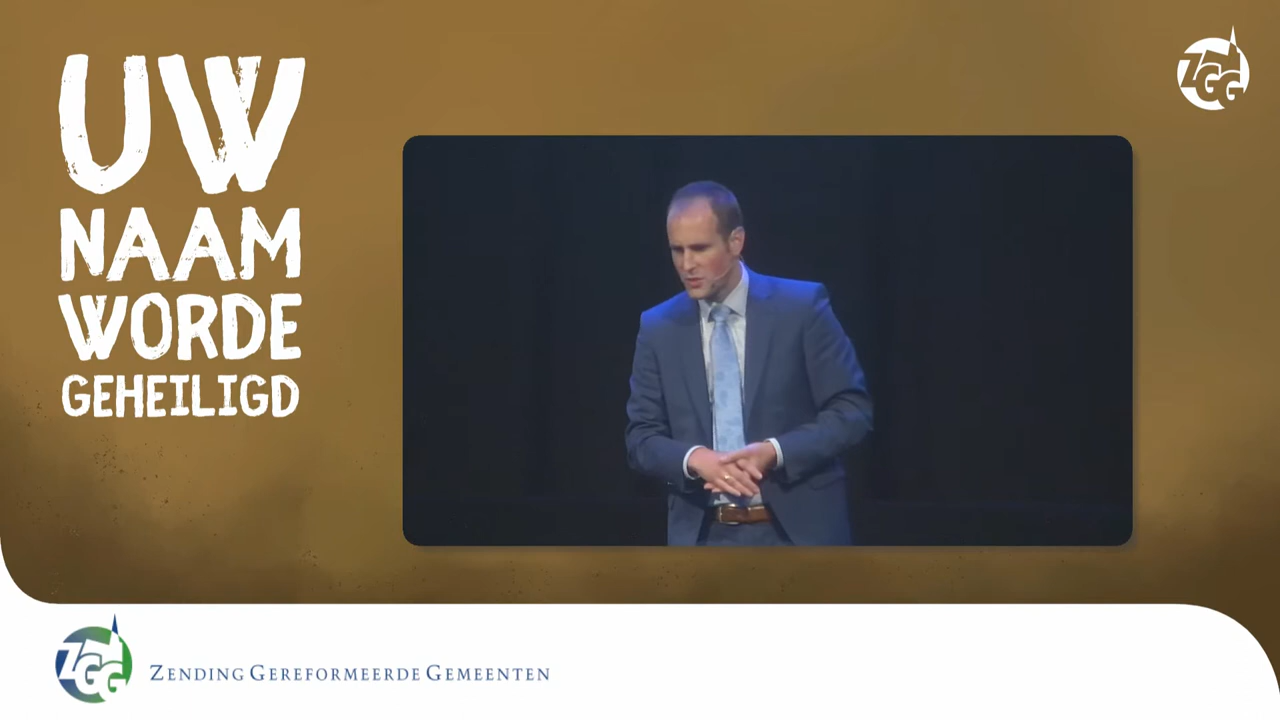 UW
NAAM
WORDE
GEHEILIGD
ZGG
ZGG
ZENDING GEREFORMEERDE GEMEENTEN